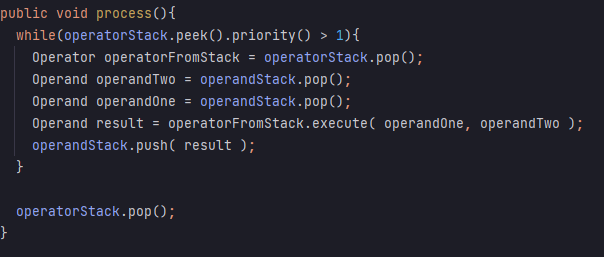 public void process(){
  while(operatorStack.peek().priority() > 1){
    Operator operatorFromStack = operatorStack.pop();
    Operand operandTwo = operandStack.pop();
    Operand operandOne = operandStack.pop();
    Operand result = operatorFromStack.execute( operandOne, operandTwo );
    operandStack.push( result );
  }

  operatorStack.pop();
}